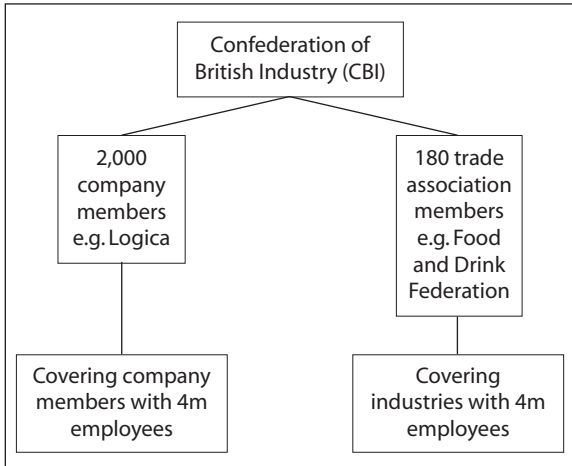 Confederation of
British Industry (CBI)
2,000
company
members
e.g. Logica
180 trade
association
members
e.g. Food
and Drink
Federation
Covering company
members with 4m
employees
Covering
industries with 4m
employees